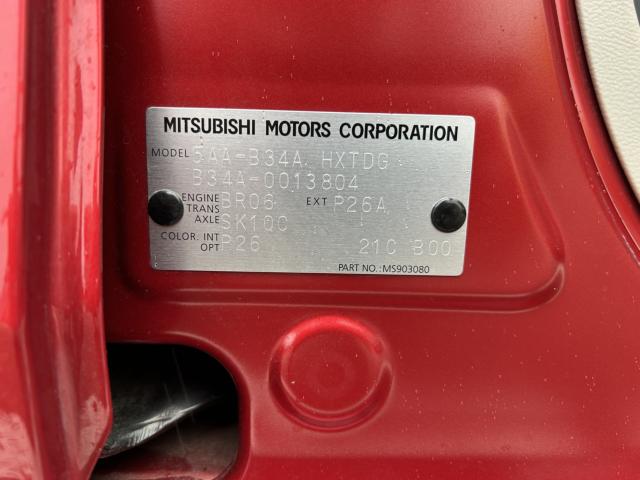 MITSUBISHI MOTORS CORPORATION
MODEL 5AA-B34A HXTDG
B34A-0013804
ENGINE BR06 EXT P26A
TRANS AXLE SK10C
COLOR. INT OPT P26 21C B00
PART NO.:MS903080